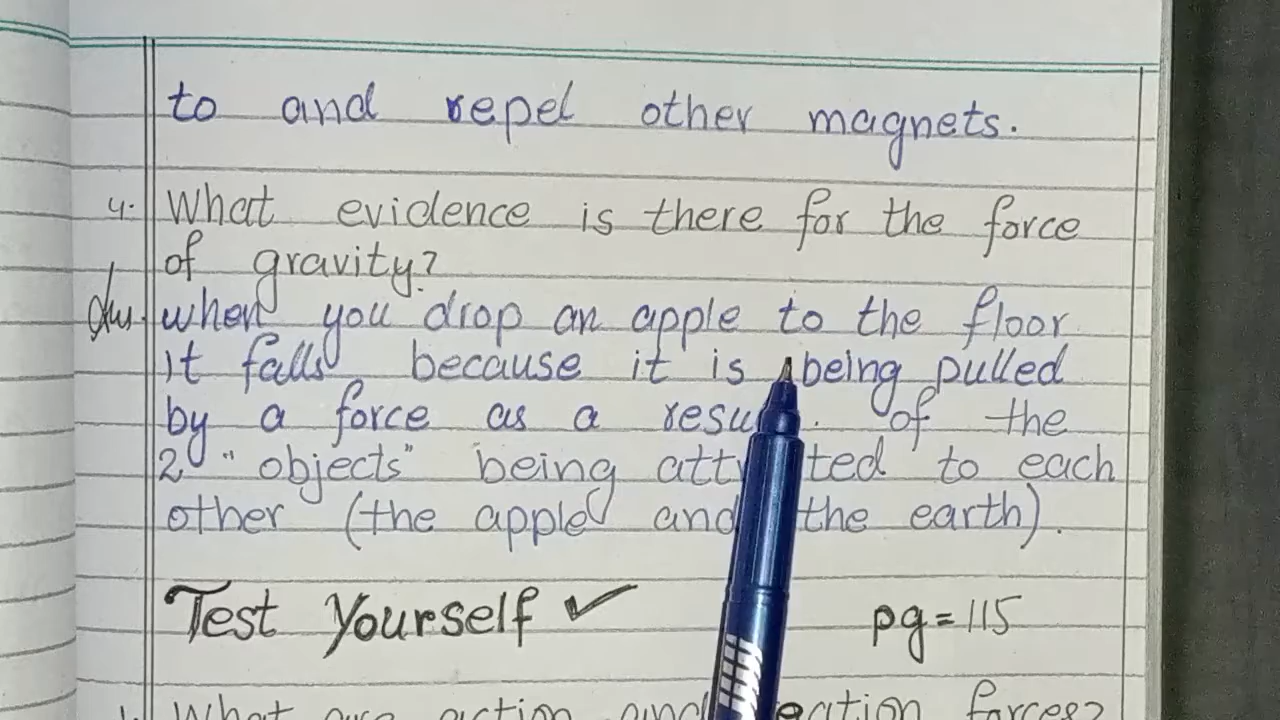 to and repel other magnets.
4. What evidence is there for the force
of gravity?
Ans. when you drop an apple to the floor
it falls because it is being pulled
by a force as a of the
2 "objects" being to each
other (the apple and the earth).
Test Yourself ✓ pg=115
1. What are action and forces?